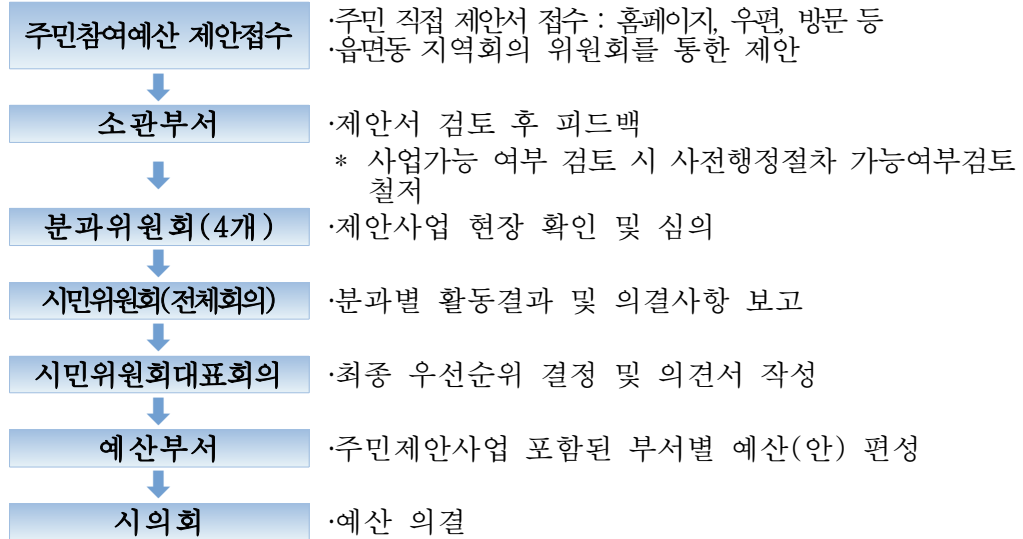 주민참여예산 제안접수
·주민 직접 제안서 접수 : 홈페이지, 우편, 방문 등
·읍면동 지역회의 위원회를 통한 제안
소관부서
·제안서 검토 후 피드백
* 사업가능 여부 검토 시 사전행정절차 가능여부검토
철저
분과위원회(4개)
·제안사업 현장 확인 및 심의
시민위원회(전체회의)
·분과별 활동결과 및 의결사항 보고
시민위원회대표회의
·최종 우선순위 결정 및 의견서 작성
예산부서
·주민제안사업 포함된 부서별 예산(안) 편성
시의회
·예산 의결